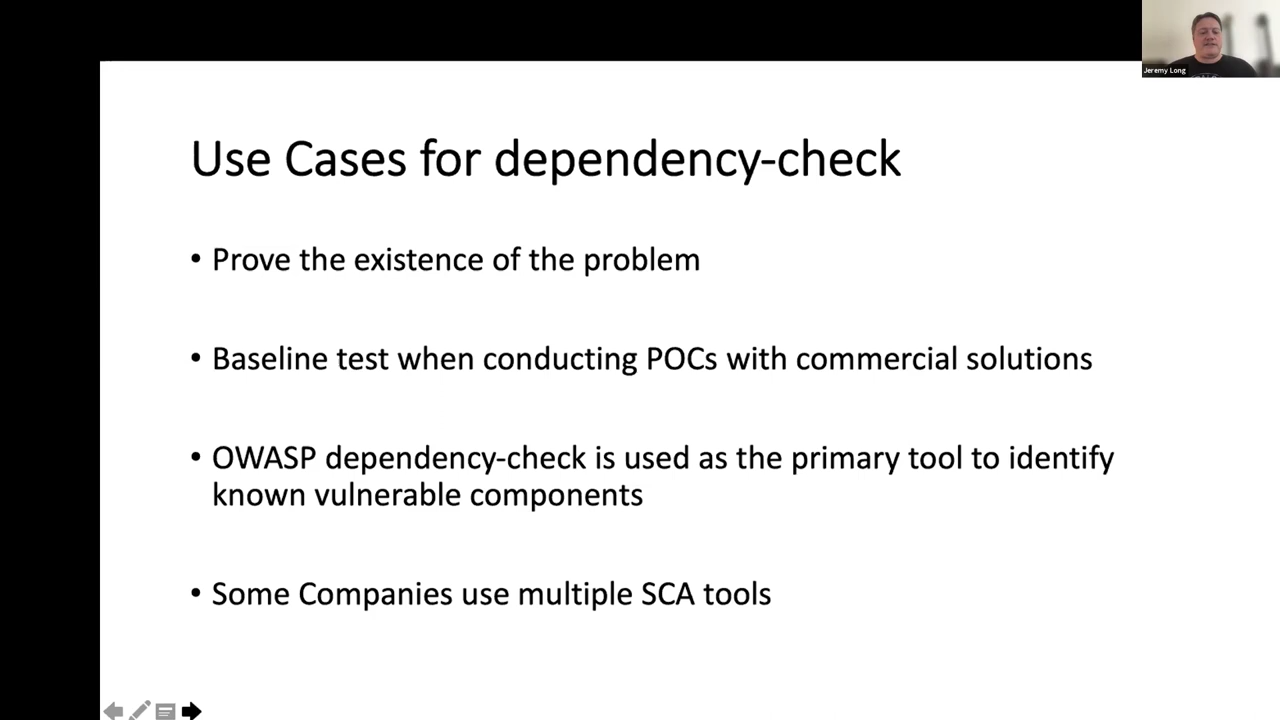 Jeremy Long
Use Cases for dependency-check
• Prove the existence of the problem
• Baseline test when conducting POCs with commercial solutions
• OWASP dependency-check is used as the primary tool to identify
known vulnerable components
• Some Companies use multiple SCA tools